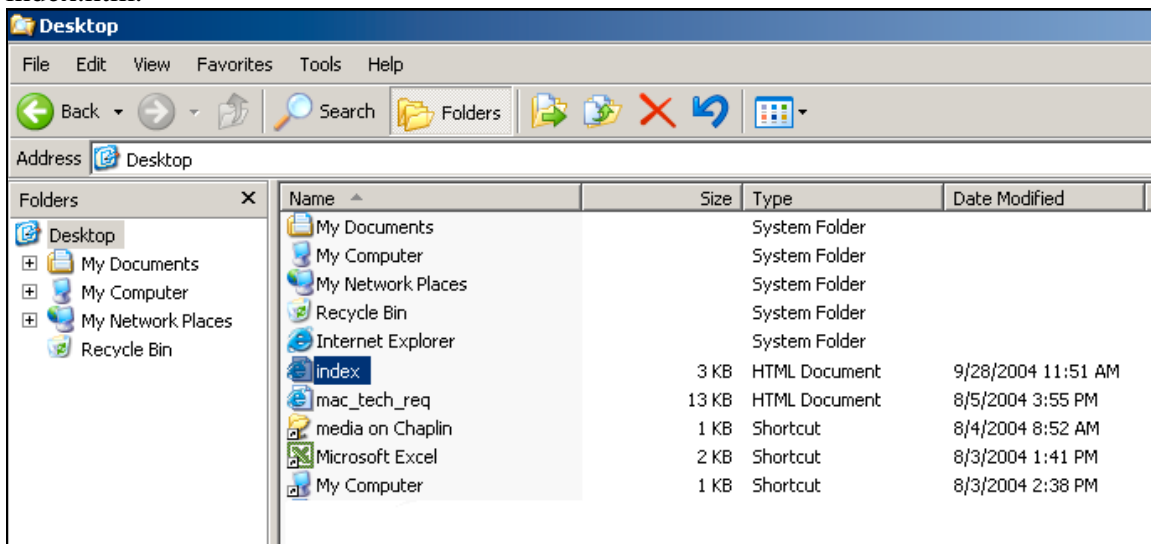 Desktop
File Edit View Favorites Tools Help
Back Search Folders
Address Desktop
Folders X Name Size Type Date Modified
Desktop
My Documents
My Computer
My Network Places
Recycle Bin
My Documents System Folder
My Computer System Folder
My Network Places System Folder
Recycle Bin System Folder
Internet Explorer System Folder
index 3 KB HTML Document 9/28/2004 11:51 AM
mac_tech_req 13 KB HTML Document 8/5/2004 3:55 PM
media on Chaplin 1 KB Shortcut 8/4/2004 8:52 AM
Microsoft Excel 2 KB Shortcut 8/3/2004 1:41 PM
My Computer 1 KB Shortcut 8/3/2004 2:38 PM